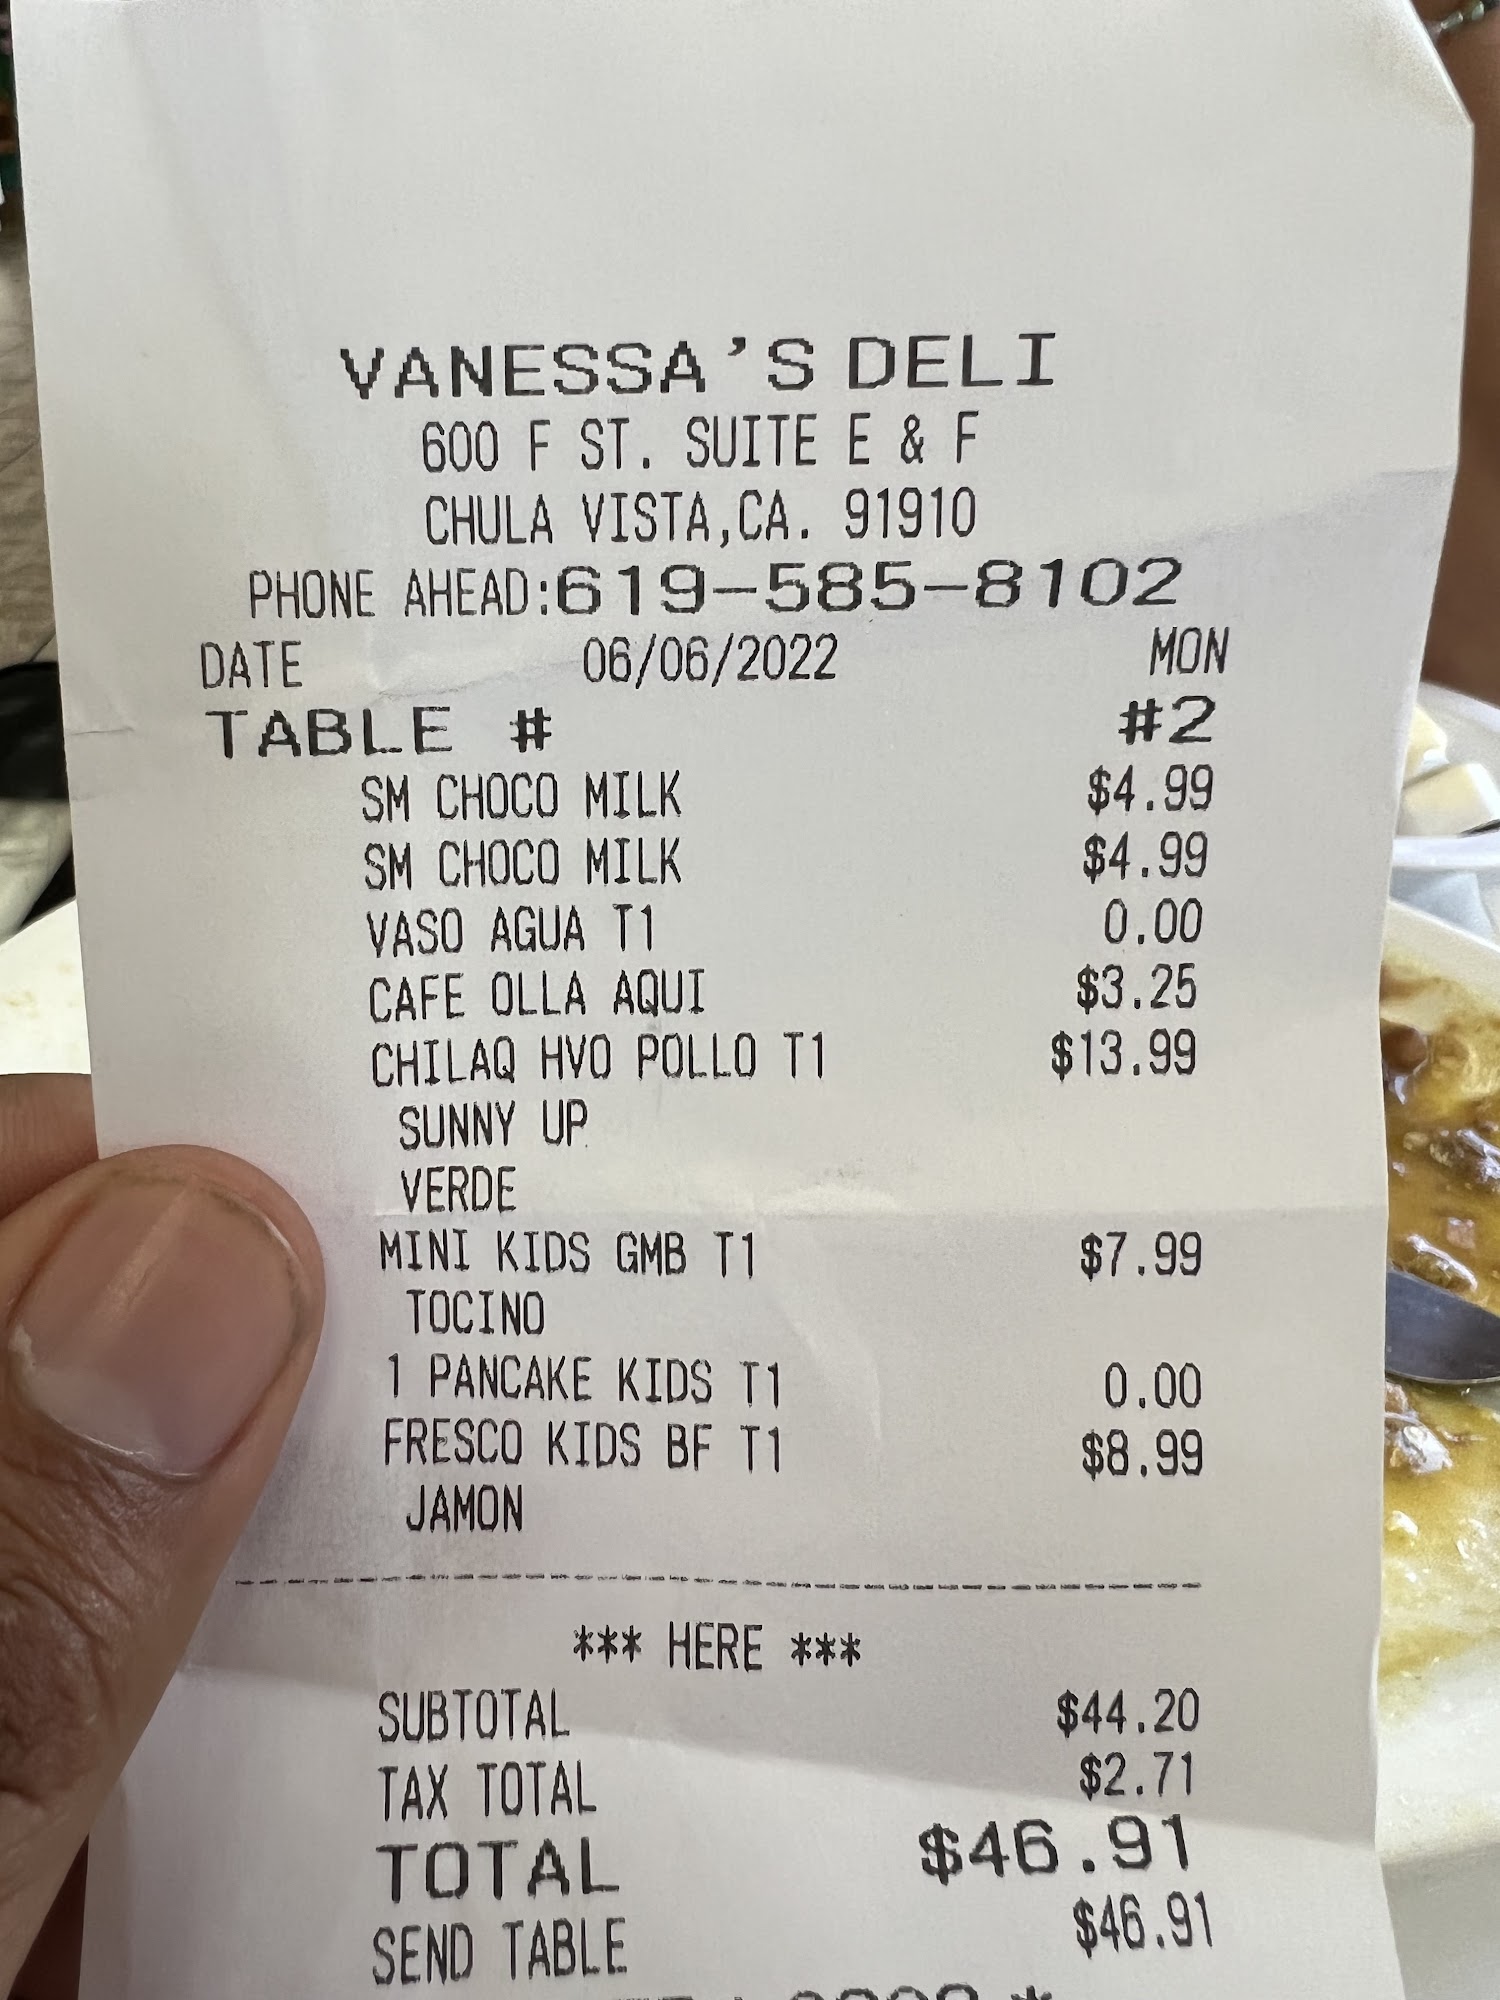 VANESSA'S DELI
600 F ST. SUITE E & F
CHULA VISTA,CA. 91910
PHONE AHEAD:619-585-8102
DATE 06/06/2022 MON
TABLE # #2
SM CHOCO MILK $4.99
SM CHOCO MILK $4.99
VASO AGUA T1 0.00
CAFE OLLA AQUI $3.25
CHILAQ HVO POLLO T1 $13.99
SUNNY UP
VERDE
MINI KIDS GMB T1 $7.99
TOCINO
1 PANCAKE KIDS T1 0.00
FRESCO KIDS BF T1 $8.99
JAMON
*** HERE ***
SUBTOTAL $44.20
TAX TOTAL $2.71
TOTAL $46.91
SEND TABLE $46.91